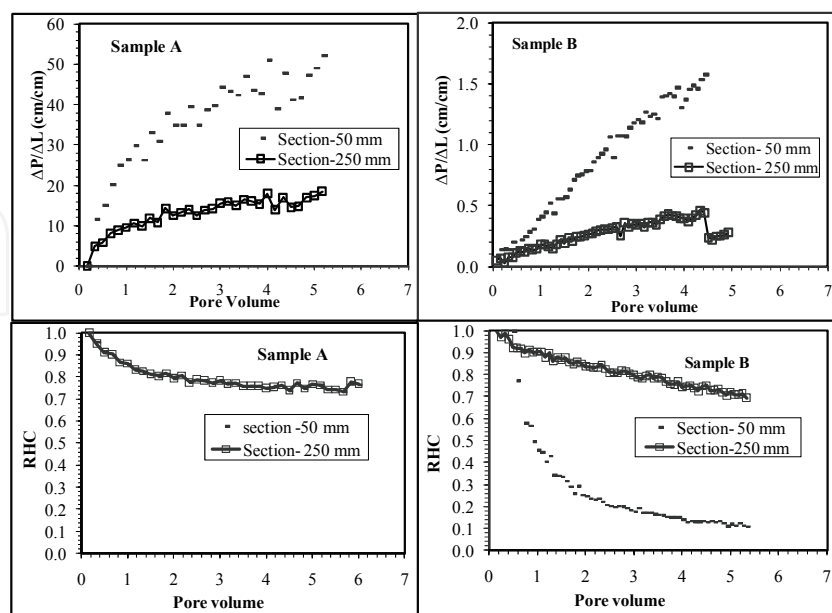 Sample A
ΔP/ΔL (cm/cm)
60
50
40
30
20
10
0
Section-50 mm
Section-250 mm
0 1 2 3 4 5 6 7
Pore Volume
Sample B
ΔP/ΔL (cm/cm)
2.0
1.5
1.0
0.5
0.0
Section- 50 mm
Section- 250 mm
0 1 2 3 4 5 6 7
Pore Volume
Sample A
RHC
1.0
0.9
0.8
0.7
0.6
0.5
0.4
0.3
0.2
0.1
0.0
section -50 mm
Section- 250 mm
0 1 2 3 4 5 6 7
Pore volume
Sample B
RHC
1.0
0.9
0.8
0.7
0.6
0.5
0.4
0.3
0.2
0.1
0.0
Section- 50 mm
Section-250 mm
0 1 2 3 4 5 6 7
Pore volume